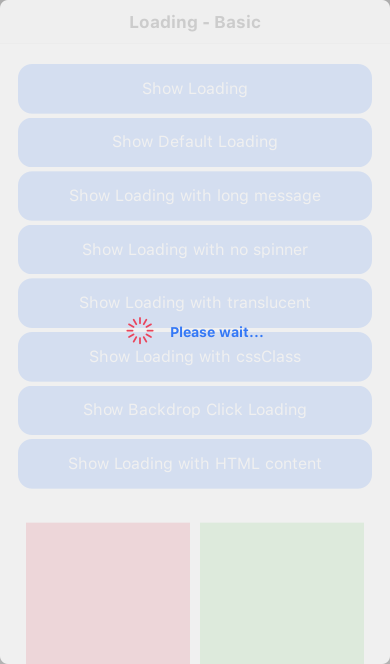 Loading - Basic
Show Loading
Show Default Loading
Show Loading with long message
Show Loading with no spinner
Show Loading with translucent
Please wait...
Show Loading with cssClass
Show Backdrop Click Loading
Show Loading with HTML content